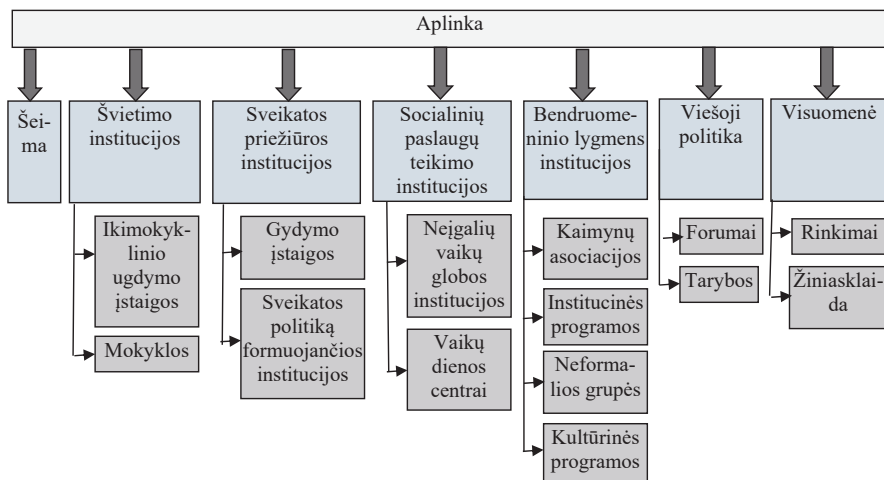 Aplinka
Šei-
ma
Švietimo
institucijos
Sveikatos
priežiūros
institucijos
Socialinių
paslaugų
teikimo
institucijos
Bendruome-
ninio lygmens
institucijos
Viešoji
politika
Visuomenė
Ikimokyk-
linio
ugdymo
įstaigos
Mokyklos
Gydymo
įstaigos
Sveikatos
politiką
formuojančios
institucijos
Neįgalių
vaikų
globos
institucijos
Vaikų
dienos
centrai
Kaimynų
asociacijos
Institucinės
programos
Neforma-
lios grupės
Kultūrinės
programos
Forumai
Tarybos
Rinkimai
Žiniasklai-
da